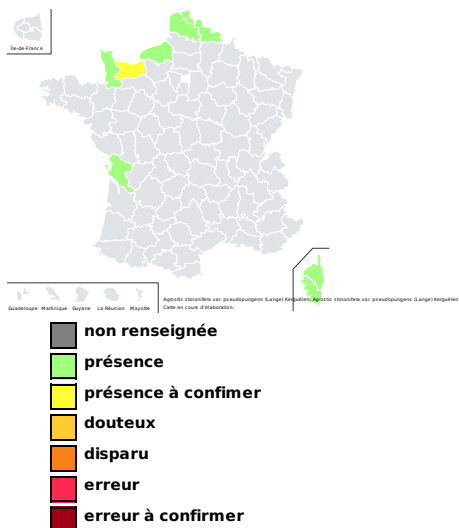 Île-de-France
Guadeloupe Martinique Guyane La Réunion Mayotte
Agrostis stolonifera var. pseudopungens (Lange) Kerguélen, Agrostis stolonifera var. pseudopungens (Lange) Kerguélen
Carte en cours d'élaboration.
non renseignée
présence
présence à confimer
douteux
disparu
erreur
erreur à confirmer